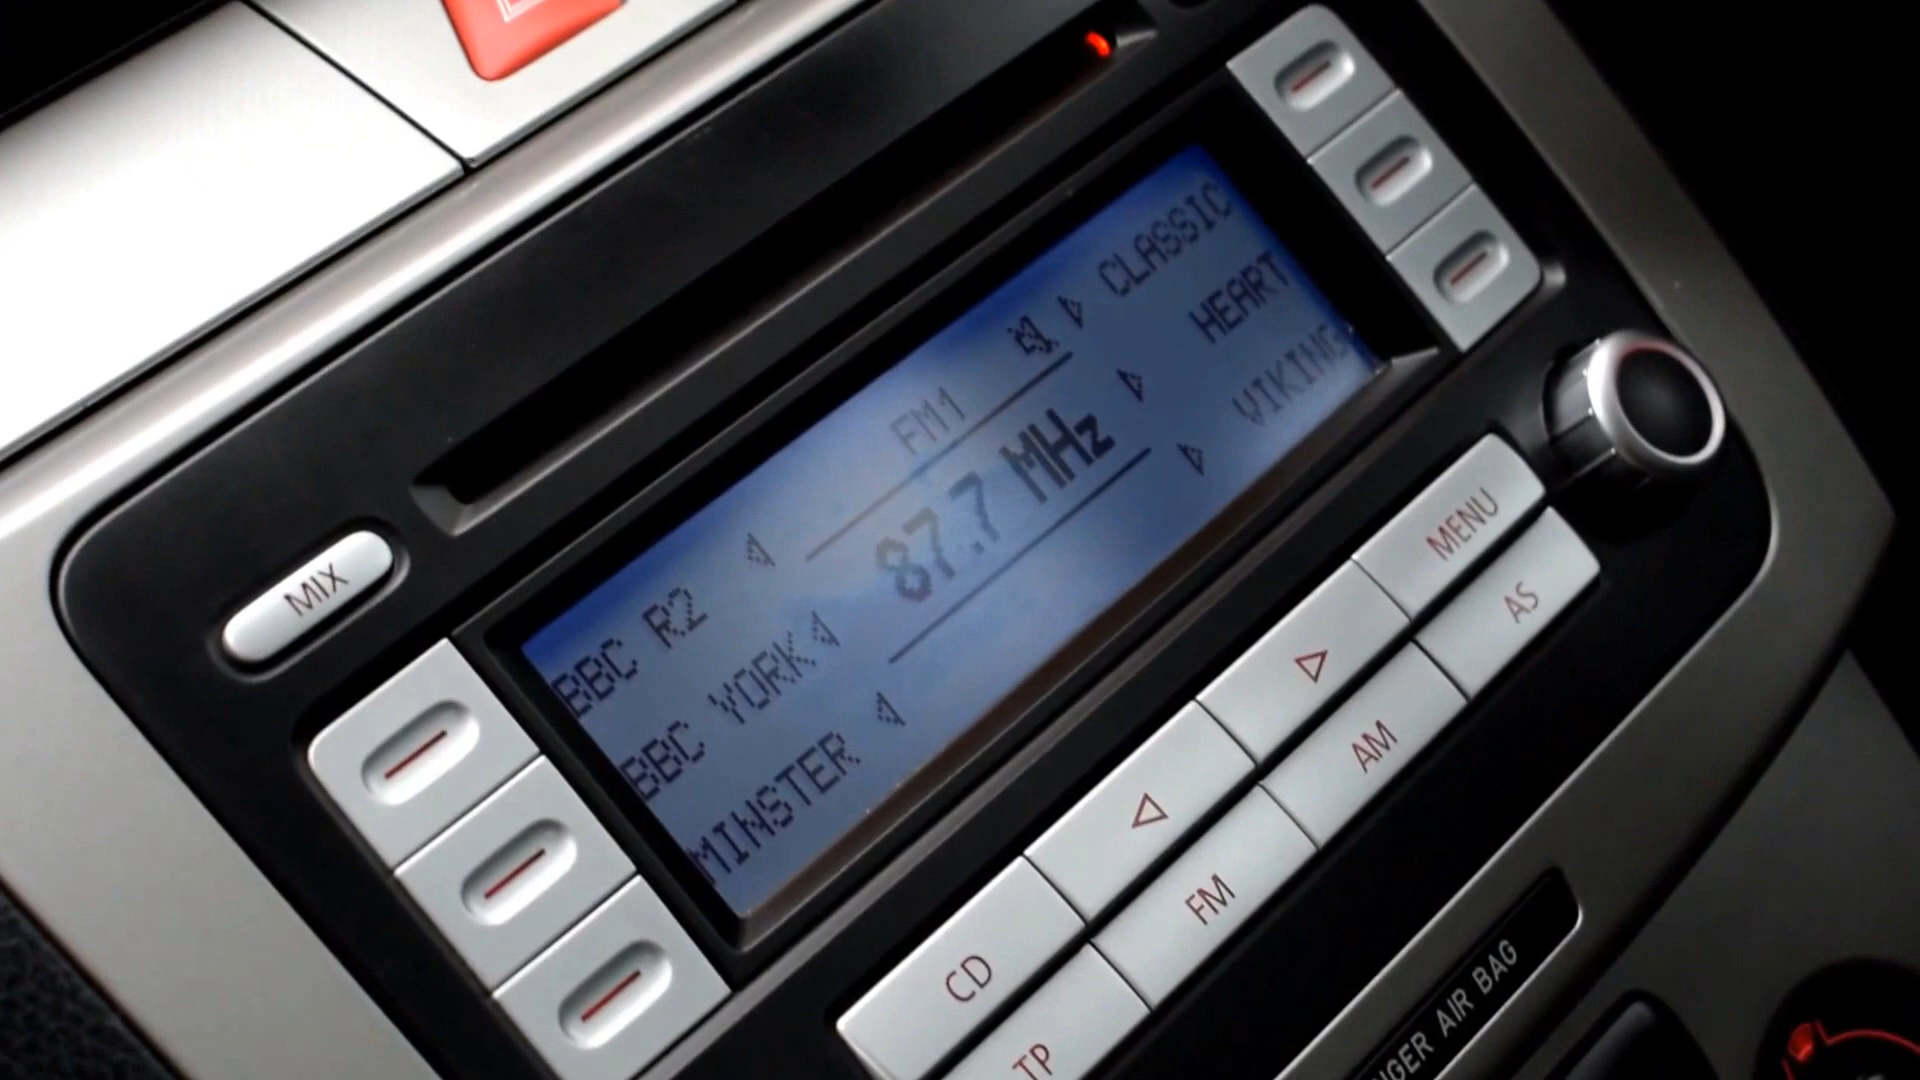 MIX
FM1
87.7 MHz
BBC R2
BBC YORK
MINSTER
CLASSIC
HEART
VIKING
MENU
AS
AM
FM
CD
TP
AIR BAG